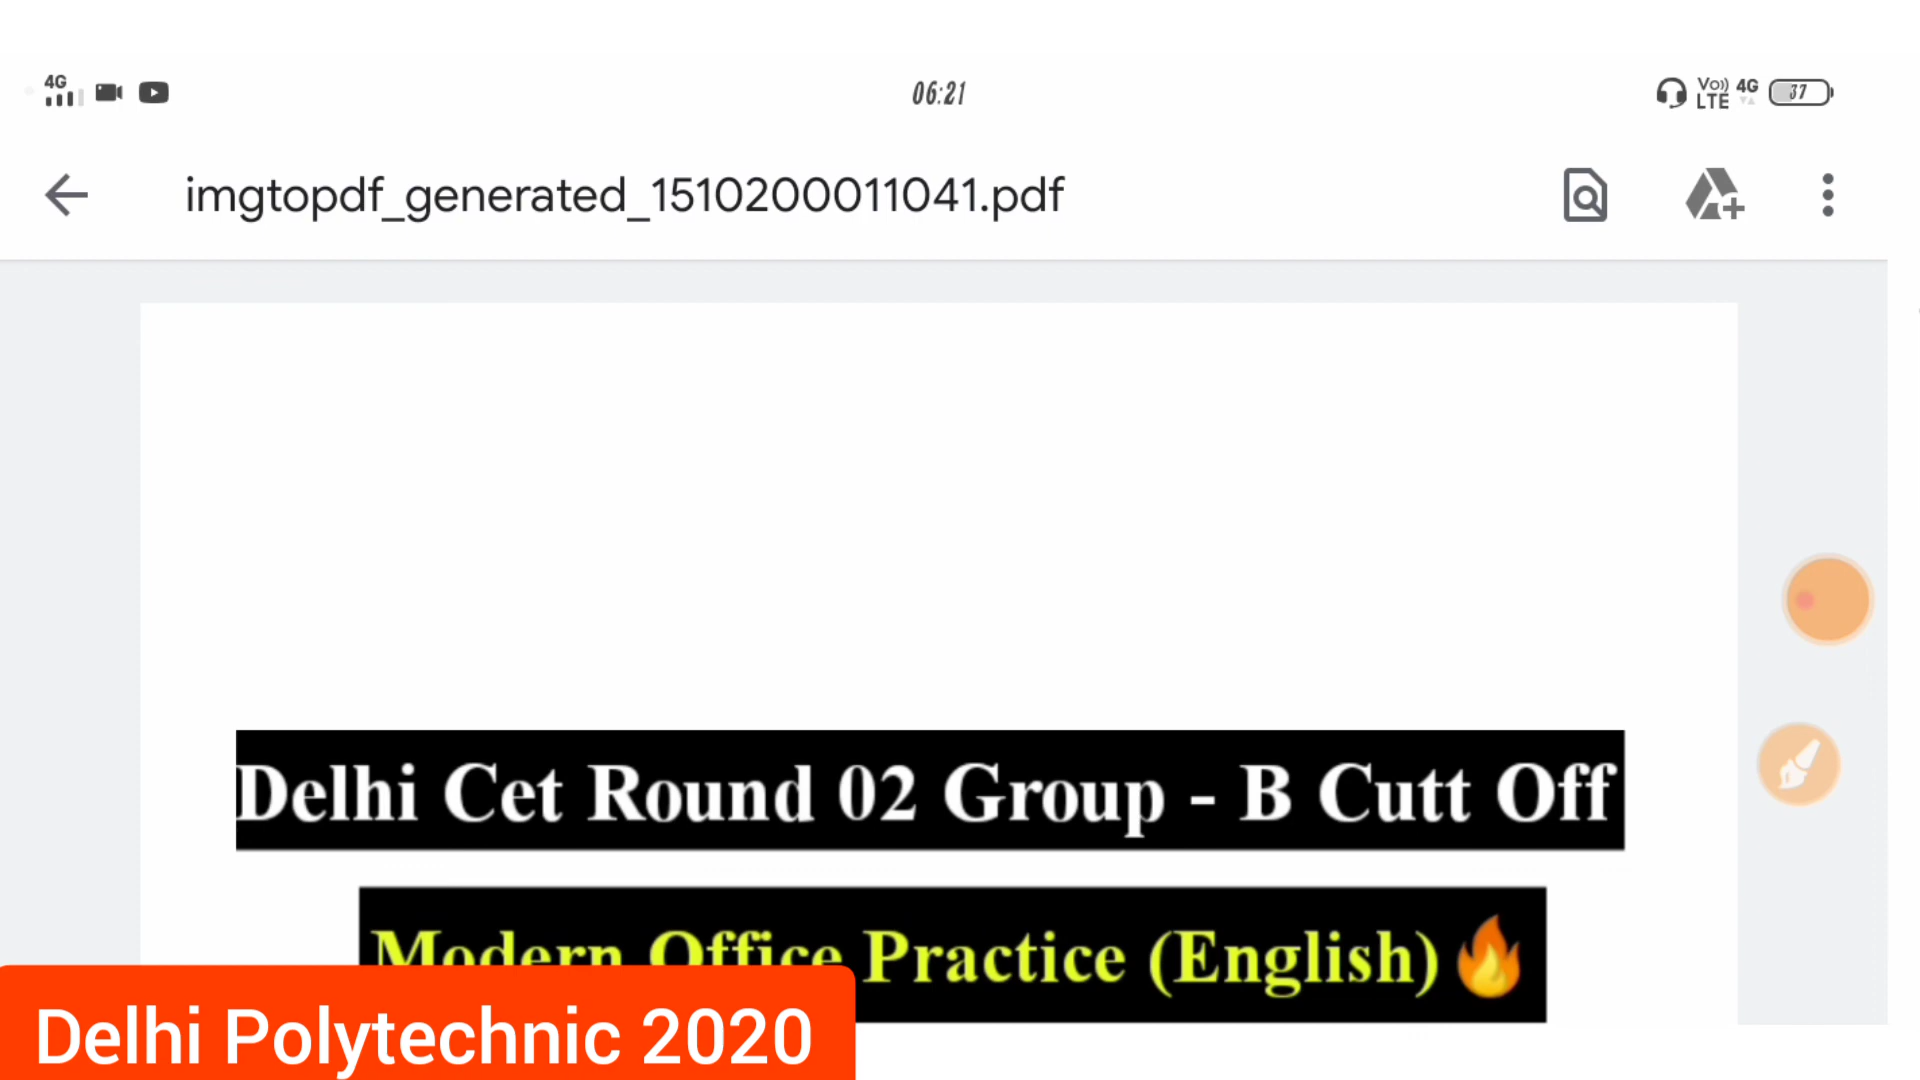 4G
06:21
Vo)) LTE 4G 37
imgtopdf_generated_1510200011041.pdf
Delhi Cet Round 02 Group - B Cutt Off
Modern Office Practice (English)🔥
Delhi Polytechnic 2020